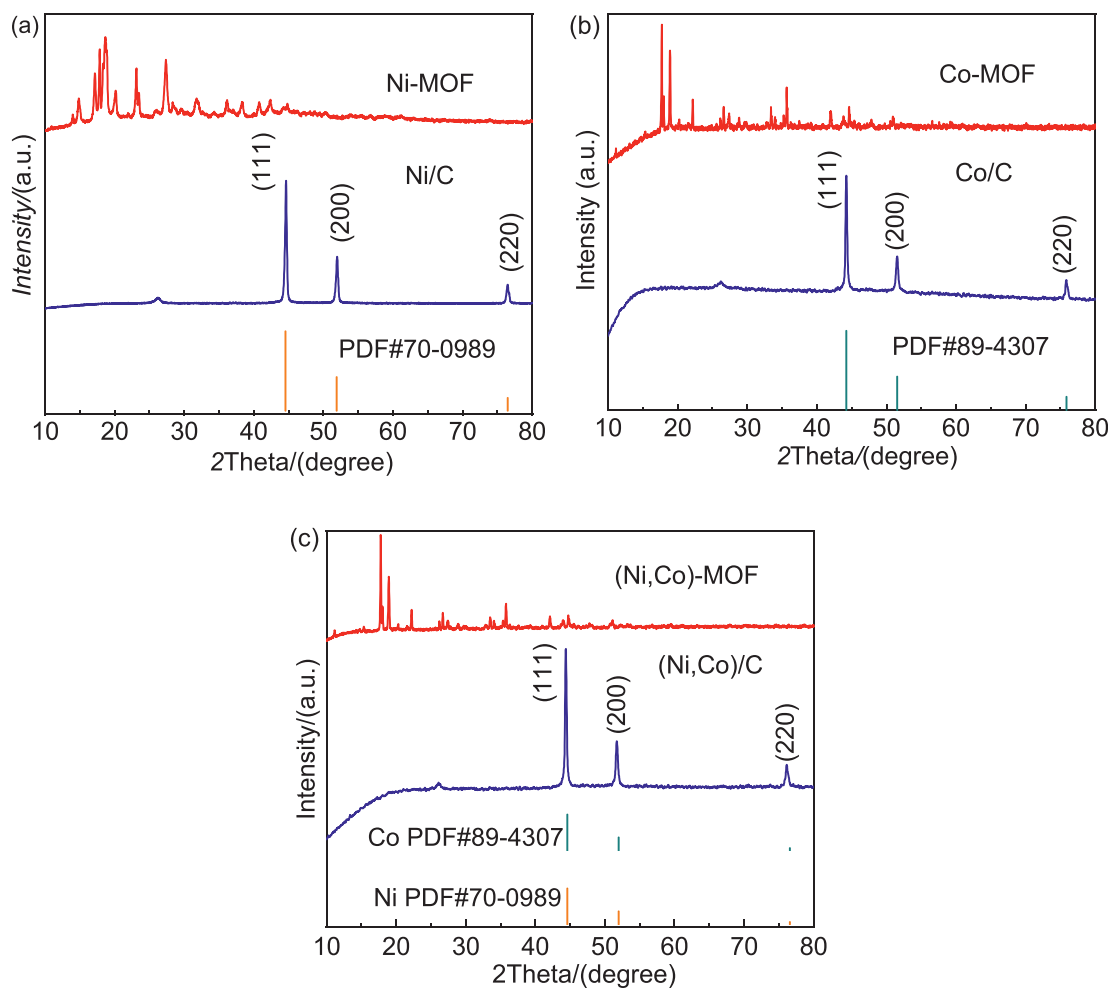 (a)
Ni-MOF
(111)
Ni/C
(200)
(220)
PDF#70-0989
Intensity/(a.u.)
10 20 30 40 50 60 70 80
2Theta/(degree)
(b)
Co-MOF
(111)
Co/C
(200)
(220)
PDF#89-4307
Intensity (a.u.)
10 20 30 40 50 60 70 80
2Theta/(degree)
(c)
(Ni,Co)-MOF
(111)
(Ni,Co)/C
(200)
(220)
Co PDF#89-4307
Ni PDF#70-0989
Intensity/(a.u.)
10 20 30 40 50 60 70 80
2Theta/(degree)